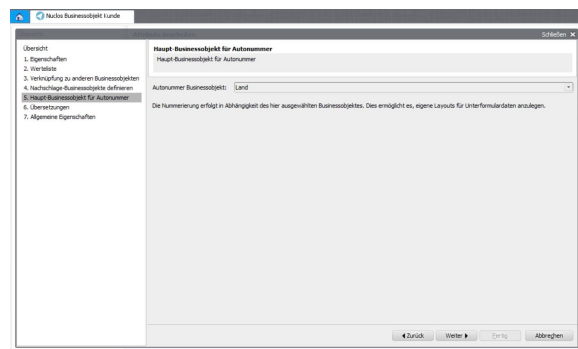 Nuclos Businessobjekt Kunde
Schließen
Übersicht
1. Eigenschaften
2. Werteliste
3. Verknüpfung zu anderen Businessobjekten
4. Nachschlage-Businessobjekte definieren
5. Haupt-Businessobjekt für Autonummer
6. Übersetzungen
7. Allgemeine Eigenschaften
Haupt-Businessobjekt für Autonummer
Haupt-Businessobjekt für Autonummer
Autonummer Businessobjekt: Land
Die Nummerierung erfolgt in Abhängigkeit des hier ausgewählten Businessobjektes. Dies ermöglicht es, eigene Layouts für Unterformulardaten anzulegen.
Zurück Weiter Fertig Abbrechen